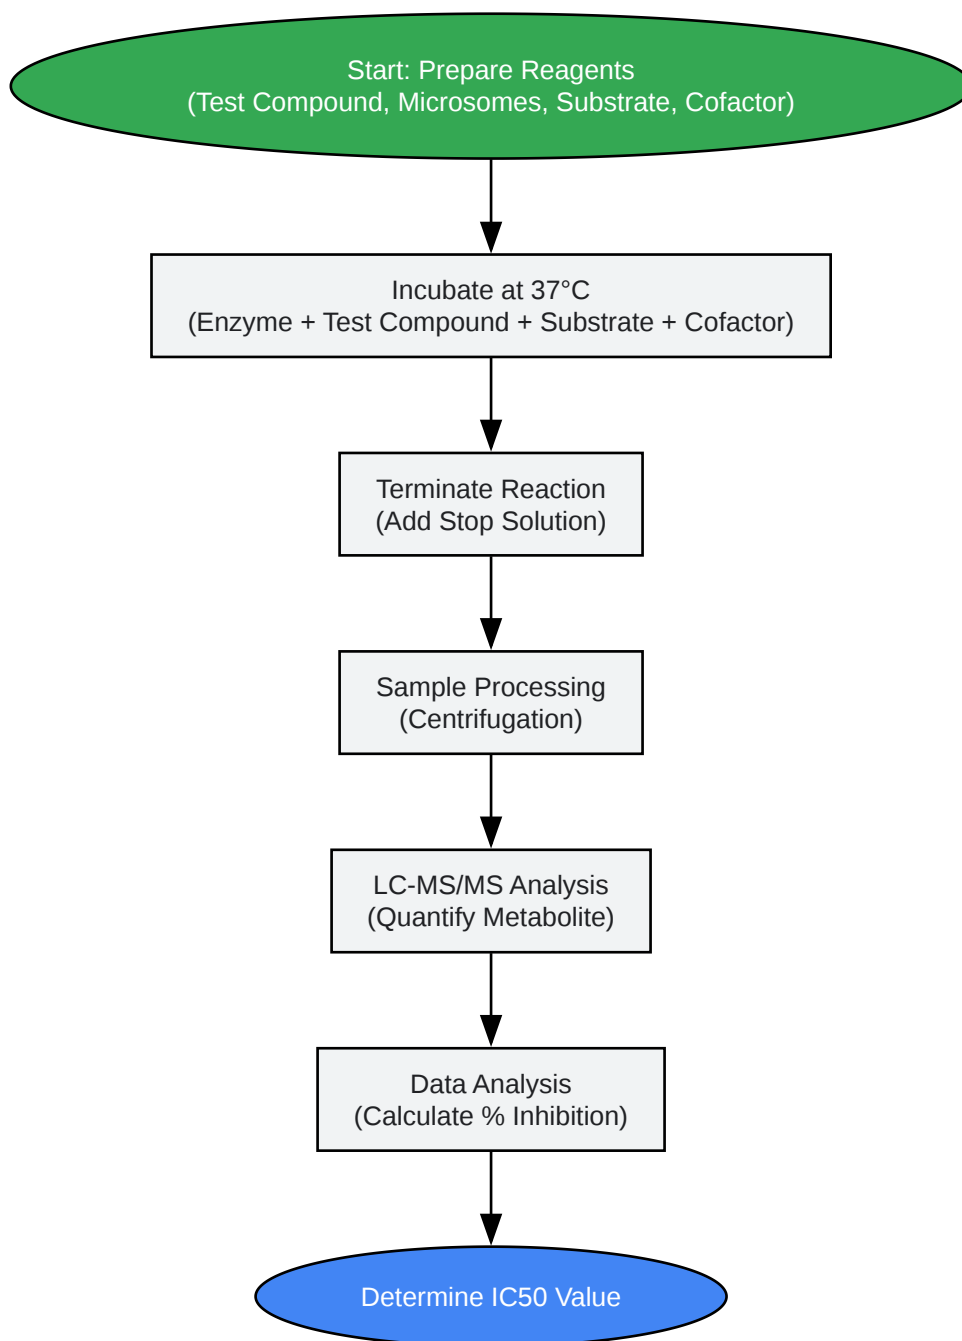 Start: Prepare Reagents
(Test Compound, Microsomes, Substrate, Cofactor)
Incubate at 37°C
(Enzyme + Test Compound + Substrate + Cofactor)
Terminate Reaction
(Add Stop Solution)
Sample Processing
(Centrifugation)
LC-MS/MS Analysis
(Quantify Metabolite)
Data Analysis
(Calculate % Inhibition)
Determine IC50 Value